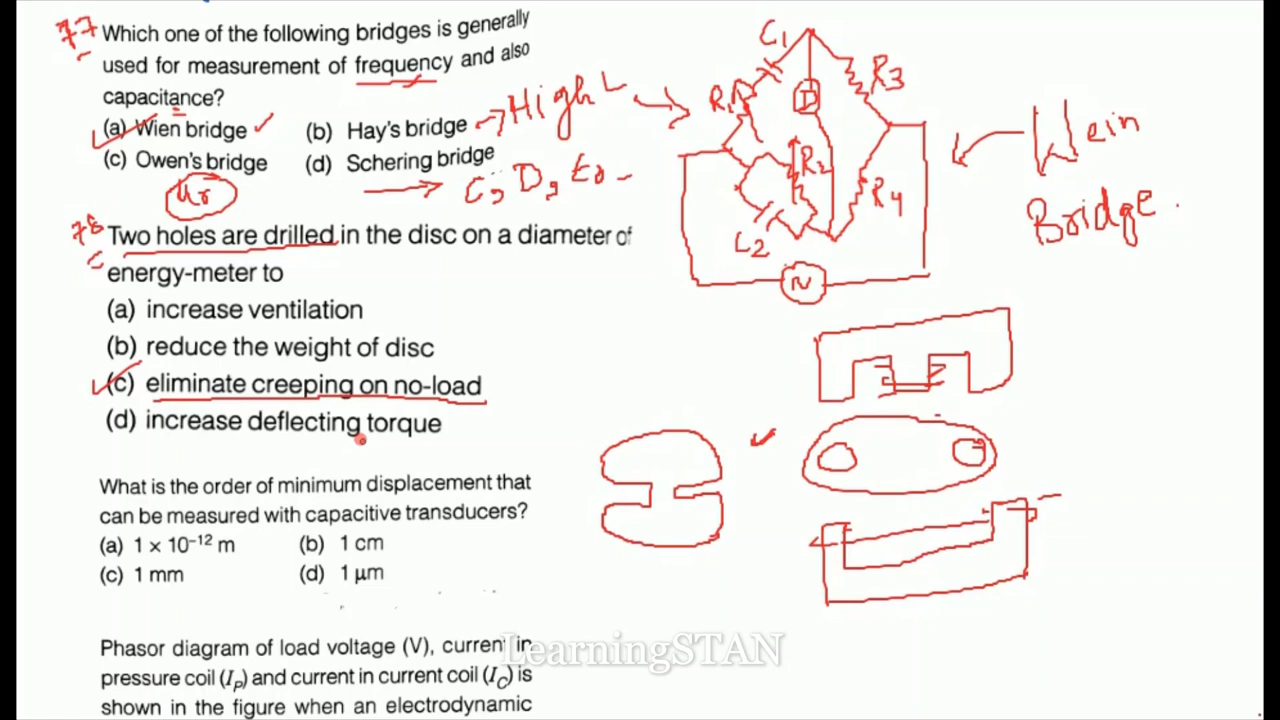 77 Which one of the following bridges is generally
used for measurement of frequency and also
capacitance?
(a) Wien bridge (b) Hay's bridge → High L
(c) Owen's bridge (d) Schering bridge
→ C, D, Er
μr
78 Two holes are drilled in the disc on a diameter of
energy-meter to
(a) increase ventilation
(b) reduce the weight of disc
(c) eliminate creeping on no-load
(d) increase deflecting torque
What is the order of minimum displacement that
can be measured with capacitive transducers?
(a) 1 × 10⁻¹² m (b) 1 cm
(c) 1 mm (d) 1 μm
Phasor diagram of load voltage (V), current in
pressure coil (Iₚ) and current in current coil (I_C) is
shown in the figure when an electrodynamic
C1
R1
D
R3
R2
R4
C2
N
Wein
Bridge
LearningSTAN